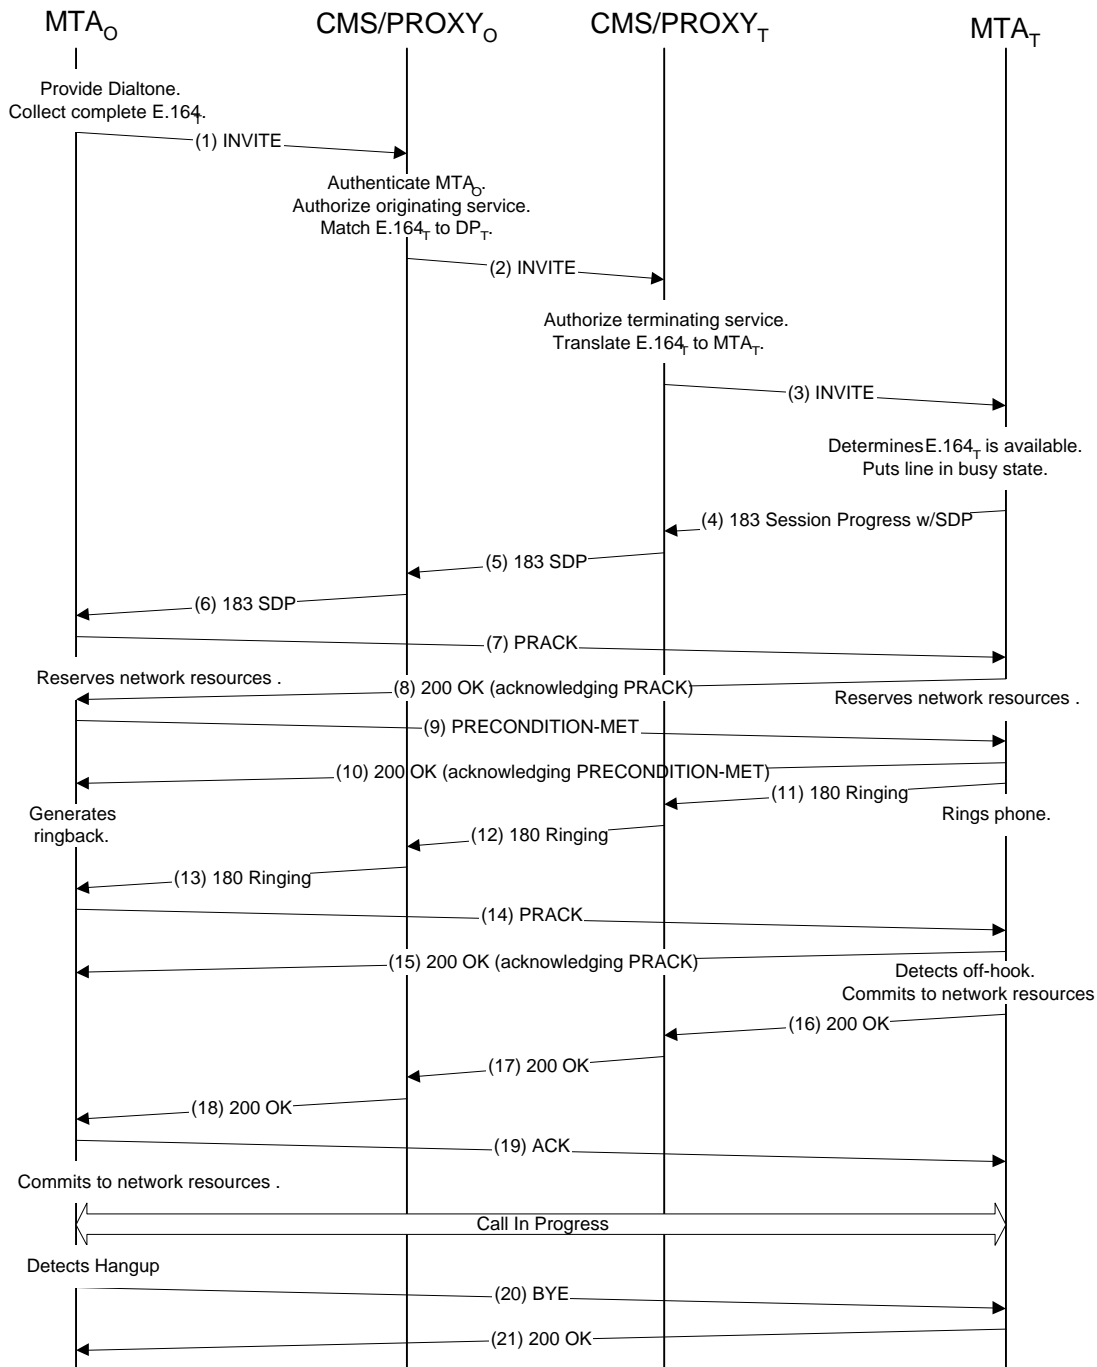 MTAO CMS/PROXYO CMS/PROXYT MTAT
Provide Dialtone.
Collect complete E.164T.
(1) INVITE
Authenticate MTAO.
Authorize originating service.
Match E.164T to DPT.
(2) INVITE
Authorize terminating service.
Translate E.164T to MTAT.
(3) INVITE
Determines E.164T is available.
Puts line in busy state.
(4) 183 Session Progress w/SDP
(5) 183 SDP
(6) 183 SDP
(7) PRACK
Reserves network resources .
(8) 200 OK (acknowledging PRACK)
Reserves network resources .
(9) PRECONDITION-MET
(10) 200 OK (acknowledging PRECONDITION-MET)
(11) 180 Ringing
Generates
ringback.
Rings phone.
(12) 180 Ringing
(13) 180 Ringing
(14) PRACK
(15) 200 OK (acknowledging PRACK)
Detects off-hook.
Commits to network resources
(16) 200 OK
(17) 200 OK
(18) 200 OK
(19) ACK
Commits to network resources .
Call In Progress
Detects Hangup
(20) BYE
(21) 200 OK